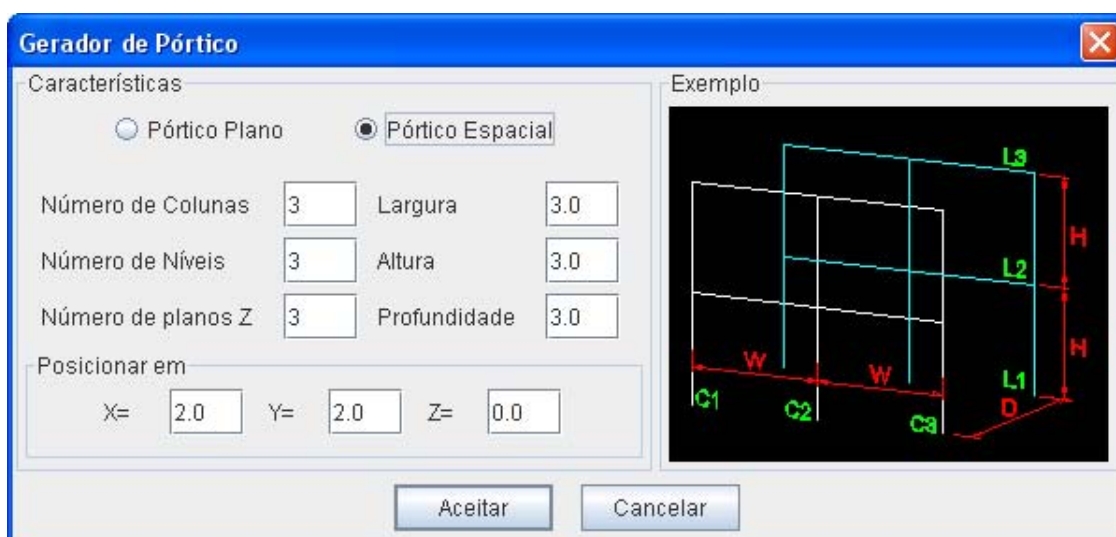 Gerador de Pórtico
Características
Pórtico Plano Pórtico Espacial
Número de Colunas 3 Largura 3.0
Número de Níveis 3 Altura 3.0
Número de planos Z 3 Profundidade 3.0
Posicionar em
X= 2.0 Y= 2.0 Z= 0.0
Exemplo
L3
H
L2
H
W W L1
C1 C2 C3 D
Aceitar Cancelar